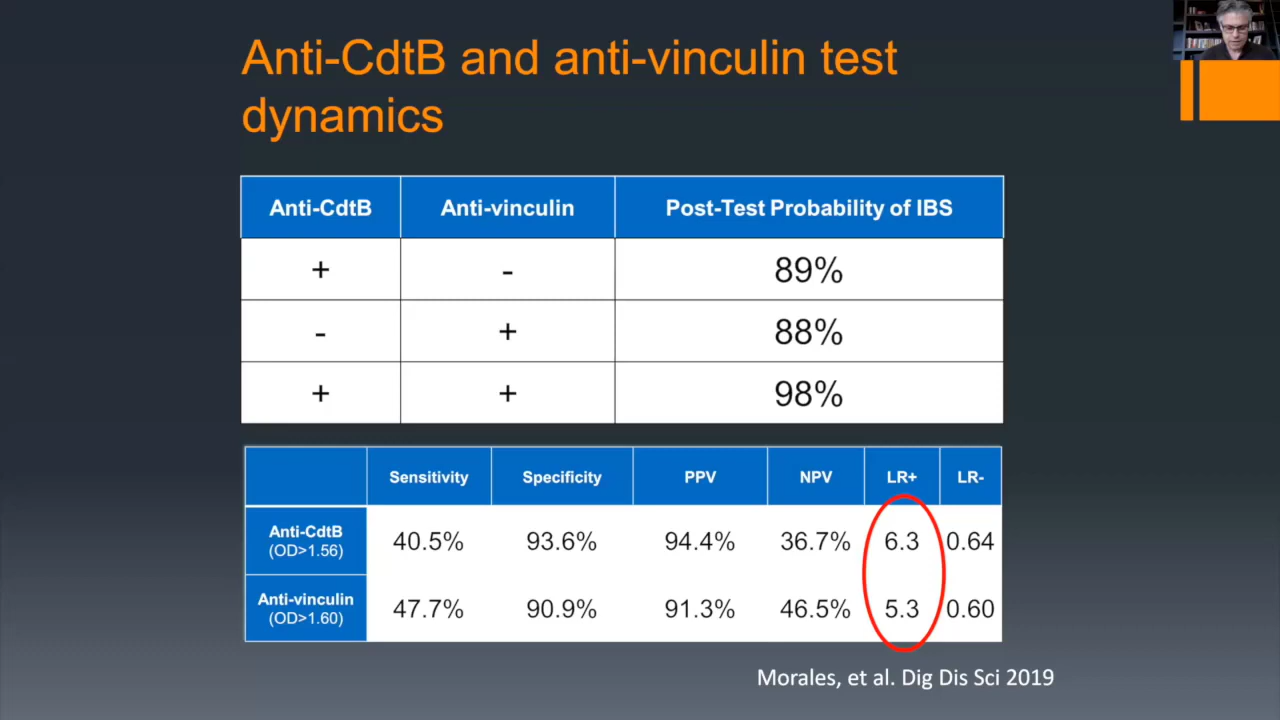 Anti-CdtB and anti-vinculin test
dynamics
Anti-CdtB Anti-vinculin Post-Test Probability of IBS
+ - 89%
- + 88%
+ + 98%
Sensitivity Specificity PPV NPV LR+ LR-
Anti-CdtB
(OD>1.56) 40.5% 93.6% 94.4% 36.7% 6.3 0.64
Anti-vinculin
(OD>1.60) 47.7% 90.9% 91.3% 46.5% 5.3 0.60
Morales, et al. Dig Dis Sci 2019